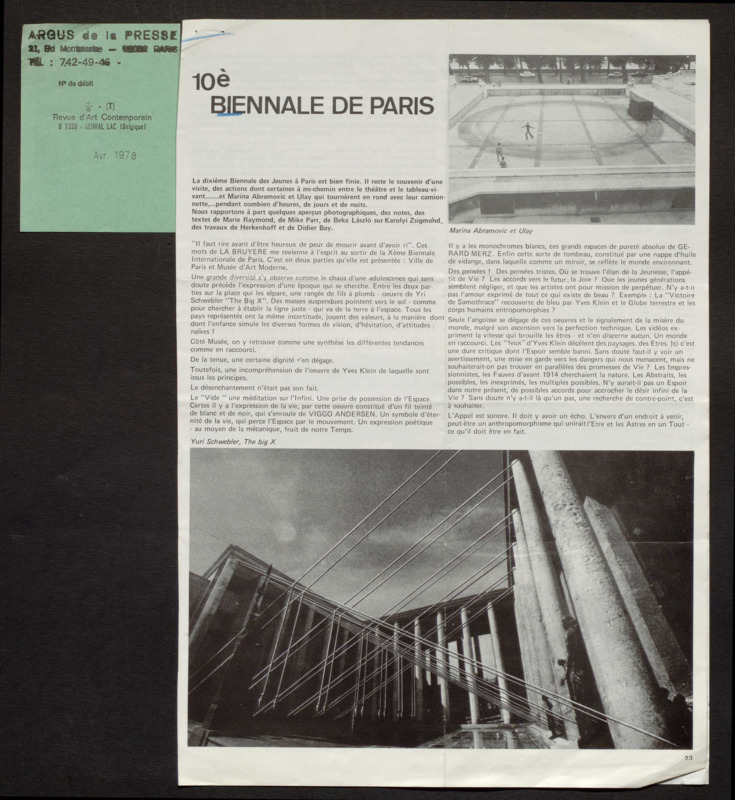 ARGUS de la PRESSE
21, Bd Montmartre - PARIS
TÉL : 742-49-46 -
N° de débit
+ - (T)
Revue d'Art Contemporain
B 1320 - GENVAL LAC (Belgique)
Avr 1978
10è
BIENNALE DE PARIS
La dixième Biennale des Jeunes à Paris est bien finie. Il reste le souvenir d'une
visite, des actions dont certaines à mi-chemin entre le théâtre et le tableau-vi-
vant......et Marina Abramovic et Ulay qui tournèrent en rond avec leur camion-
nette,...pendant combien d'heures, de jours et de nuits.
Nous rapportons à part quelques aperçus photographiques, des notes, des
textes de Marie Raymond, de Mike Parr, de Beke László sur Karolyi Zsigmond,
des travaux de Herkenhoff et de Didier Bay.
"Il faut rire avant d'être heureux de peur de mourir avant d'avoir ri". Ces
mots de LA BRUYERE me revienne à l'esprit au sortir de la Xème Biennale
Internationale de Paris. C'est en deux parties qu'elle est présentée : Ville de
Paris et Musée d'Art Moderne.
Une grande diversité s'y observe comme le chaos d'une adolescence qui sans
doute précède l'expression d'une époque qui se cherche. Entre les deux par-
ties sur la place qui les sépare, une rangée de fils à plomb - oeuvre de Yri
Schwebler "The Big X". Des masses suspendues pointent vers le sol - comme
pour chercher à établir la ligne juste - qui va de la terre à l'espace. Tous les
pays représentés ont la même incertitude, jouent des valeurs, à la manière dont
dont l'enfance simule les diverses formes de vision, d'hésitation, d'attitudes
naïves !
Côté Musée, on y retrouve comme une synthèse les différentes tendances
comme en raccourci.
De la tenue, une certaine dignité s'en dégage.
Toutefois, une incompréhension de l'oeuvre de Yves Klein de laquelle sont
issus les principes.
Le désenchantement n'était pas son fait.
Le "Vide " une méditation sur l'Infini. Une prise de possession de l'Espace.
Certes il y a l'expression de la vie, par cette oeuvre constitué d'un fil teinté
de blanc et de noir, qui s'enroule de VIGGO ANDERSEN. Un symbole d'éter-
nité de la vie, qui perce l'Espace par le mouvement. Un expression poétique
- au moyen de la mécanique, fruit de notre Temps.
Yuri Schwebler, The big X
Marina Abramovic et Ulay
Il y a les monochromes blancs, ces grands espaces de pureté absolue de GE-
RARD MERZ. Enfin cette sorte de tombeau, constitué par une nappe d'huile
de vidange, dans laquelle comme un miroir, se reflète le monde environnant.
Des pensées ! Des pensées tristes. Où se trouve l'élan de la Jeunesse, l'appé-
tit de Vie ? Les accords vers le futur, la Joie ? Que les jeunes générations
semblent négliger, et que les artistes ont pour mission de perpétuer. N'y a-t-il
pas l'amour exprimé de tout ce qui existe de beau ? Exemple : La "Victoire
de Samothrace" recouverte de bleu par Yves Klein et le Globe terrestre et les
corps humains entropomorphies ?
Seule l'angoisse se dégage de ces oeuvres et le signalement de la misère du
monde, malgré son ascension vers la perfection technique. Les vidéos ex-
priment la vitesse qui brouille les êtres - et n'en discerne aucun. Un monde
en raccourci. Les "feux" d'Yves Klein décèlent des paysages, des Etres. Ici c'est
une dure critique dont l'Espoir semble banni. Sans doute faut-il y voir un
avertissement, une mise en garde vers les dangers qui nous menacent, mais ne
souhaiterait-on pas trouver en parallèles des promesses de Vie ? Les Impres-
sionnistes, les Fauves d'avant 1914 cherchaient la nature. Les Abstraits, les
possibles, les inexprimés, les multiples possibles. N'y aurait-il pas un Espoir
dans notre présent, de possibles accords pour accrocher le désir infini de la
Vie ? Sans doute n'y a-t-il là qu'un pas, une recherche de contre-point, c'est
à souhaiter.
L'Appel est sonore. Il doit y avoir un écho. L'envers d'un endroit à venir,
peut-être un anthropomorphisme qui unirait l'Etre et les Astres en un Tout -
ce qu'il doit être en fait.
33